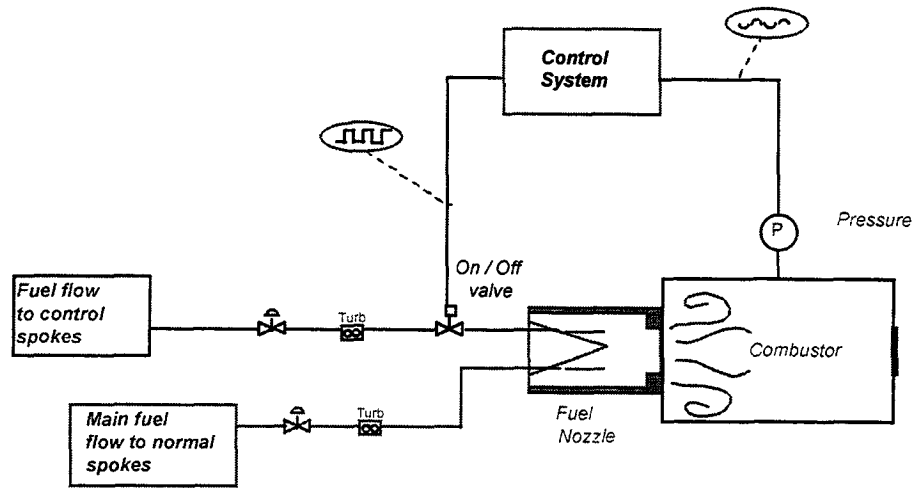 Control
System
Pressure
P
On / Off
valve
Fuel flow
to control
spokes
Turb
Combustor
Main fuel
flow to normal
spokes
Turb
Fuel
Nozzle